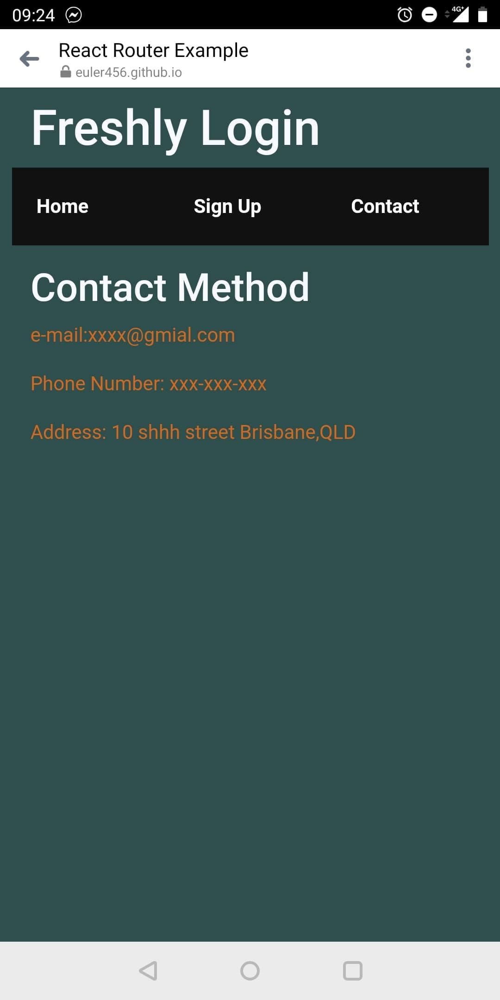 09:24
4G+
React Router Example
euler456.github.io
Freshly Login
Home Sign Up Contact
Contact Method
e-mail:xxxx@gmial.com
Phone Number: xxx-xxx-xxx
Address: 10 shhh street Brisbane,QLD